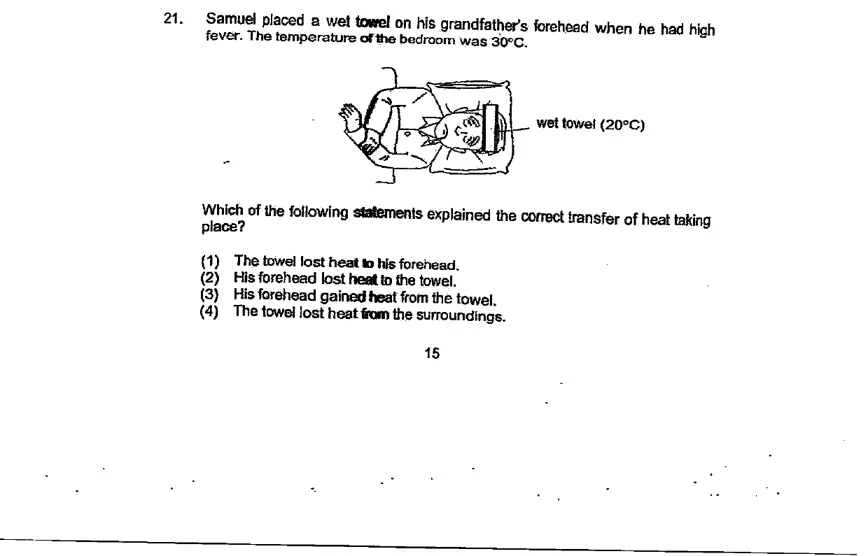 21. Samuel placed a wet towel on his grandfather's forehead when he had high
fever. The temperature of the bedroom was 30°C.
wet towel (20°C)
Which of the following statements explained the correct transfer of heat taking
place?
(1) The towel lost heat to his forehead.
(2) His forehead lost heat to the towel.
(3) His forehead gained heat from the towel.
(4) The towel lost heat from the surroundings.
15